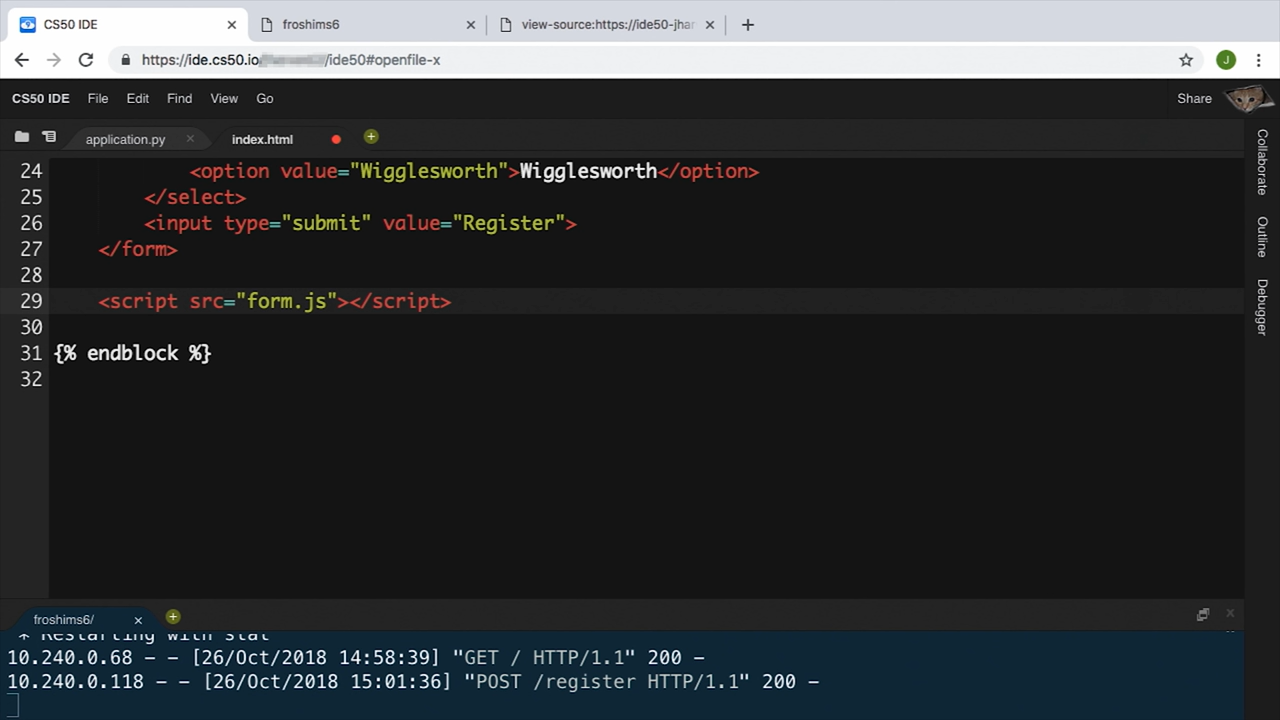 CS50 IDE
froshims6
view-source:https://ide50-jhar
https://ide.cs50.io/ide50#openfile-x
J
CS50 IDE File Edit Find View Go
Share
application.py
index.html
24 <option value="Wigglesworth">Wigglesworth</option>
25 </select>
26 <input type="submit" value="Register">
27 </form>
28
29 <script src="form.js"></script>
30
31 {% endblock %}
32
Collaborate
Outline
Debugger
froshims6/
* Restarting with stat
10.240.0.68 - - [26/Oct/2018 14:58:39] "GET / HTTP/1.1" 200 -
10.240.0.118 - - [26/Oct/2018 15:01:36] "POST /register HTTP/1.1" 200 -